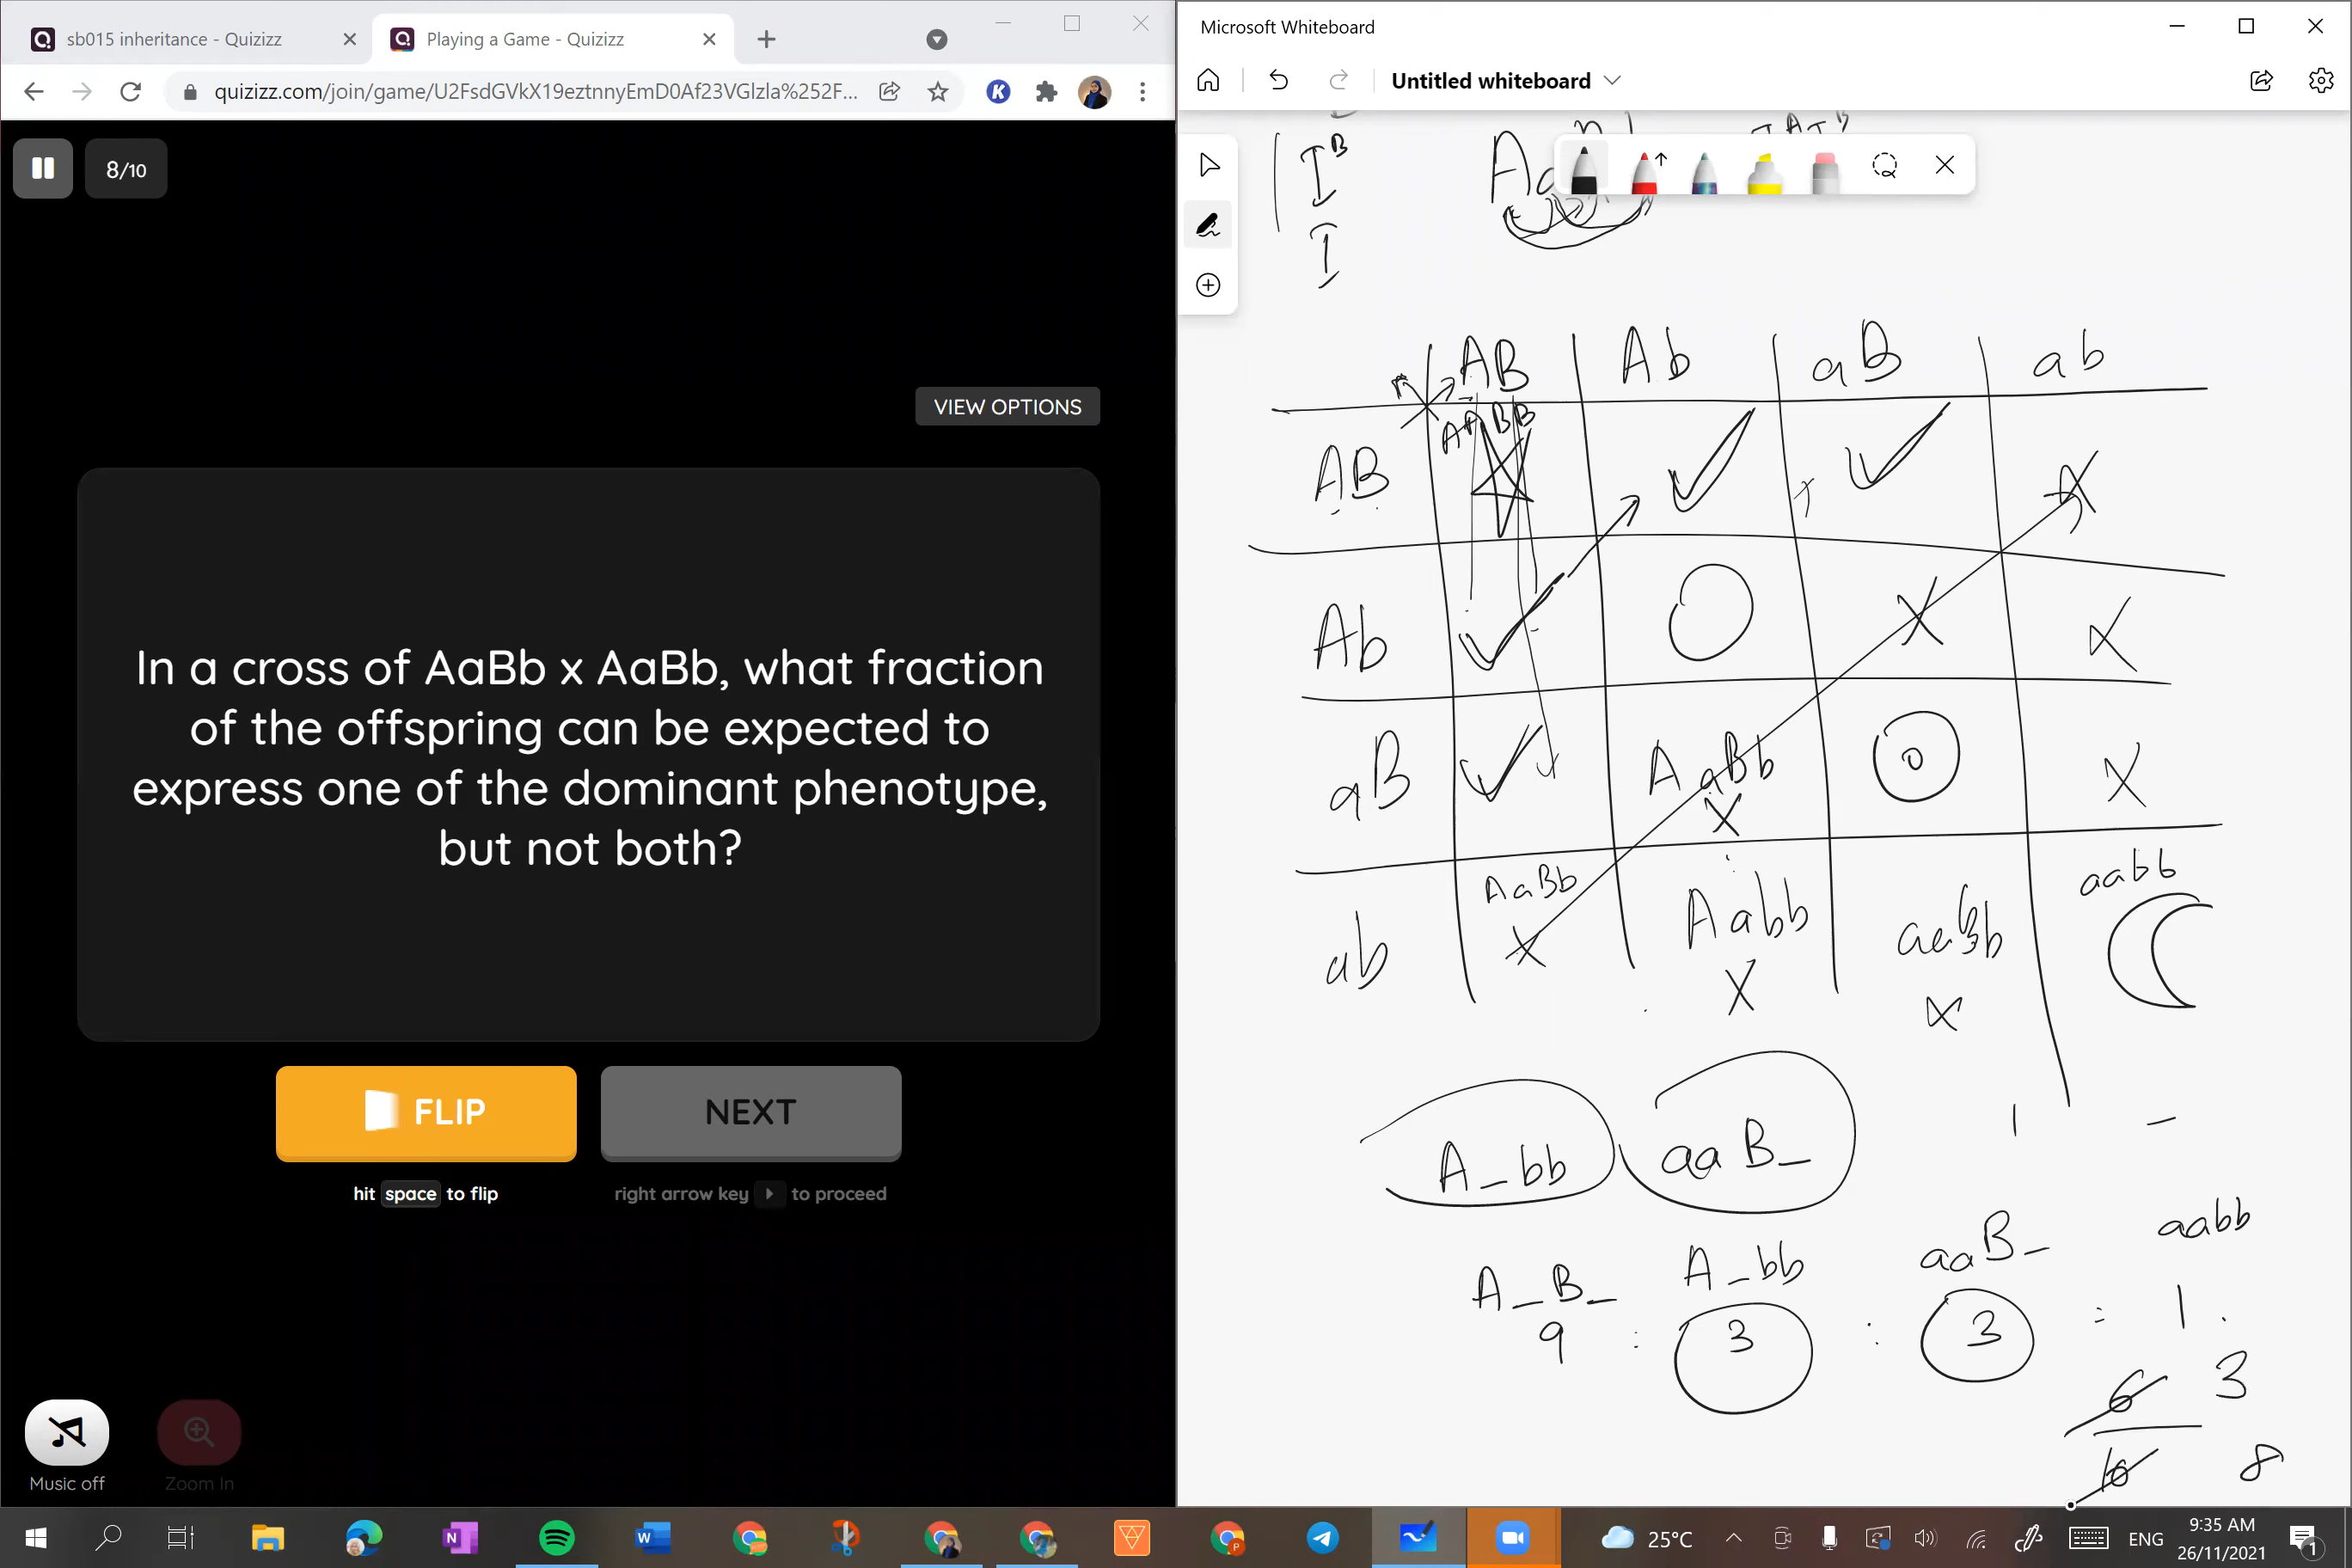 sb015 inheritance - Quizizz
Playing a Game - Quizizz
quizizz.com/join/game/U2FsdGVkX19eztnnyEmD0Af23VGlzla%252F...
K
8/10
VIEW OPTIONS
In a cross of AaBb x AaBb, what fraction
of the offspring can be expected to
express one of the dominant phenotype,
but not both?
FLIP
NEXT
hit space to flip
right arrow key to proceed
Music off
Zoom In
Microsoft Whiteboard
Untitled whiteboard
I^B
I
AB Ab aB ab
AB AABB
Ab
aB AaBb
ab AaBb Aabb aaBb aabb
A_bb aaB_
A_B_ A_bb aaB_ aabb
9 : 3 : 3 : 1
6 3
16 8
25°C
ENG
9:35 AM
26/11/2021
1